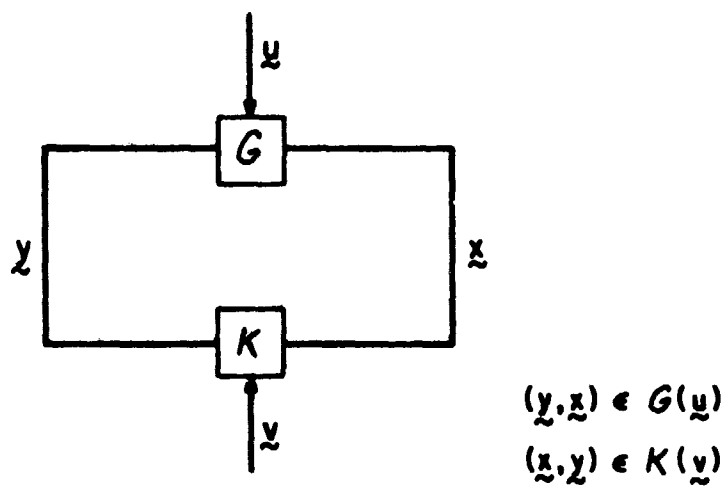 u
G
y
x
K
v
(y,x) ∈ G(u)
(x,y) ∈ K(v)